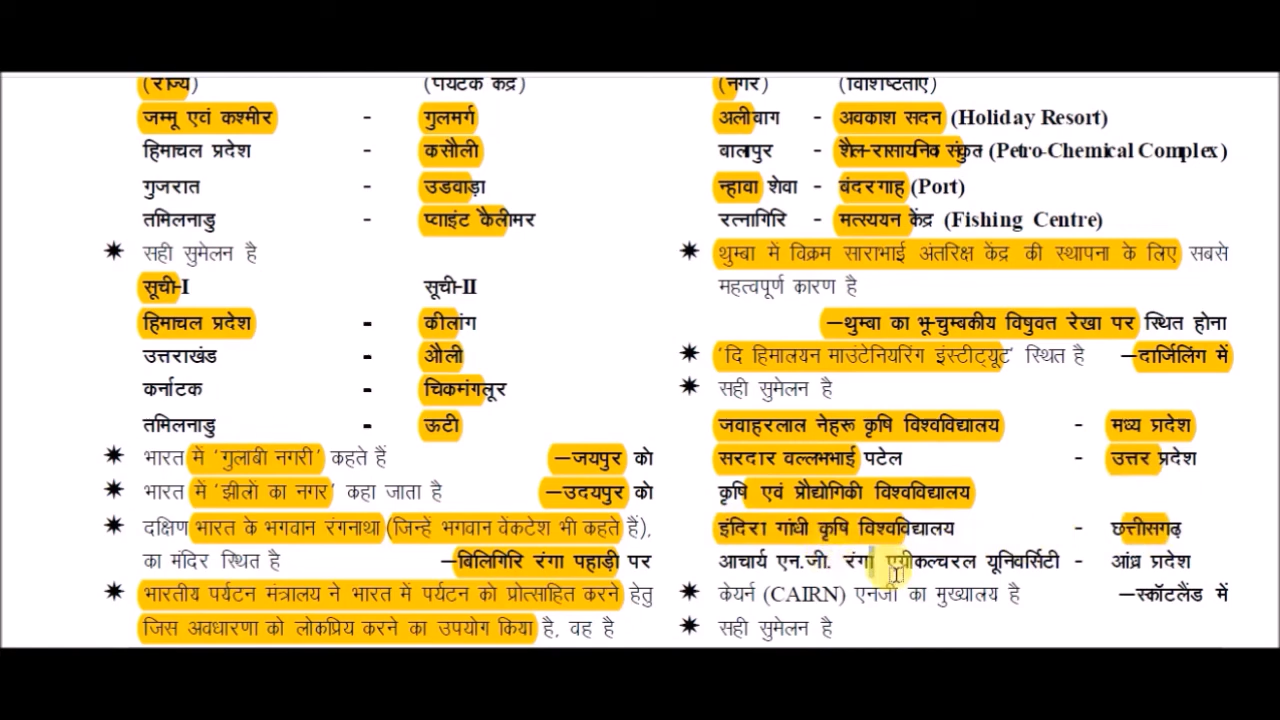 (राज्य) (पर्यटक केंद्र)
जम्मू एवं कश्मीर - गुलमर्ग
हिमाचल प्रदेश - कसौली
गुजरात - उडवाड़ा
तमिलनाडु - प्वाइंट कैलीमर
✷ सही सुमेलन है
सूची-I सूची-II
हिमाचल प्रदेश - कीलांग
उत्तराखंड - औली
कर्नाटक - चिकमंगलूर
तमिलनाडु - ऊटी
✷ भारत में 'गुलाबी नगरी' कहते हैं —जयपुर को
✷ भारत में 'झीलों का नगर' कहा जाता है —उदयपुर को
✷ दक्षिण भारत के भगवान रंगनाथा (जिन्हें भगवान वेंकटेश भी कहते हैं),
का मंदिर स्थित है —बिलिगिरि रंगा पहाड़ी पर
✷ भारतीय पर्यटन मंत्रालय ने भारत में पर्यटन को प्रोत्साहित करने हेतु
जिस अवधारणा को लोकप्रिय करने का उपयोग किया है, वह है
(नगर) (विशिष्टताएं)
अलीवाग - अवकाश सदन (Holiday Resort)
वालपुर - शैल-रासायनिक संकुल (Petro-Chemical Complex)
न्हावा शेवा - बंदरगाह (Port)
रत्नागिरि - मत्स्ययन केंद्र (Fishing Centre)
✷ थुम्बा में विक्रम साराभाई अंतरिक्ष केंद्र की स्थापना के लिए सबसे
महत्वपूर्ण कारण है
—थुम्बा का भू-चुम्बकीय विषुवत रेखा पर स्थित होना
✷ 'दि हिमालयन माउंटेनियरिंग इंस्टीट्यूट' स्थित है —दार्जिलिंग में
✷ सही सुमेलन है
जवाहरलाल नेहरू कृषि विश्वविद्यालय - मध्य प्रदेश
सरदार वल्लभभाई पटेल - उत्तर प्रदेश
कृषि एवं प्रौद्योगिकी विश्वविद्यालय
इंदिरा गांधी कृषि विश्वविद्यालय - छत्तीसगढ़
आचार्य एन.जी. रंगा एग्रीकल्चरल यूनिवर्सिटी - आंध्र प्रदेश
✷ केयर्न (CAIRN) एनर्जी का मुख्यालय है —स्कॉटलैंड में
✷ सही सुमेलन है